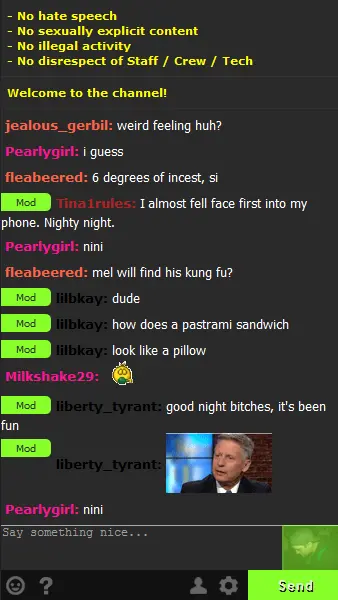 - No hate speech
- No sexually explicit content
- No illegal activity
- No disrespect of Staff / Crew / Tech
Welcome to the channel!
jealous_gerbil: weird feeling huh?
Pearlygirl: i guess
fleabeered: 6 degrees of incest, si
Mod Tina1rules: I almost fell face first into my
phone. Nighty night.
Pearlygirl: nini
fleabeered: mel will find his kung fu?
Mod lilbkay: dude
Mod lilbkay: how does a pastrami sandwich
Mod lilbkay: look like a pillow
Milkshake29:
Mod liberty_tyrant: good night bitches, it's been
fun
Mod
liberty_tyrant:
Pearlygirl: nini
Say something nice...
? Send